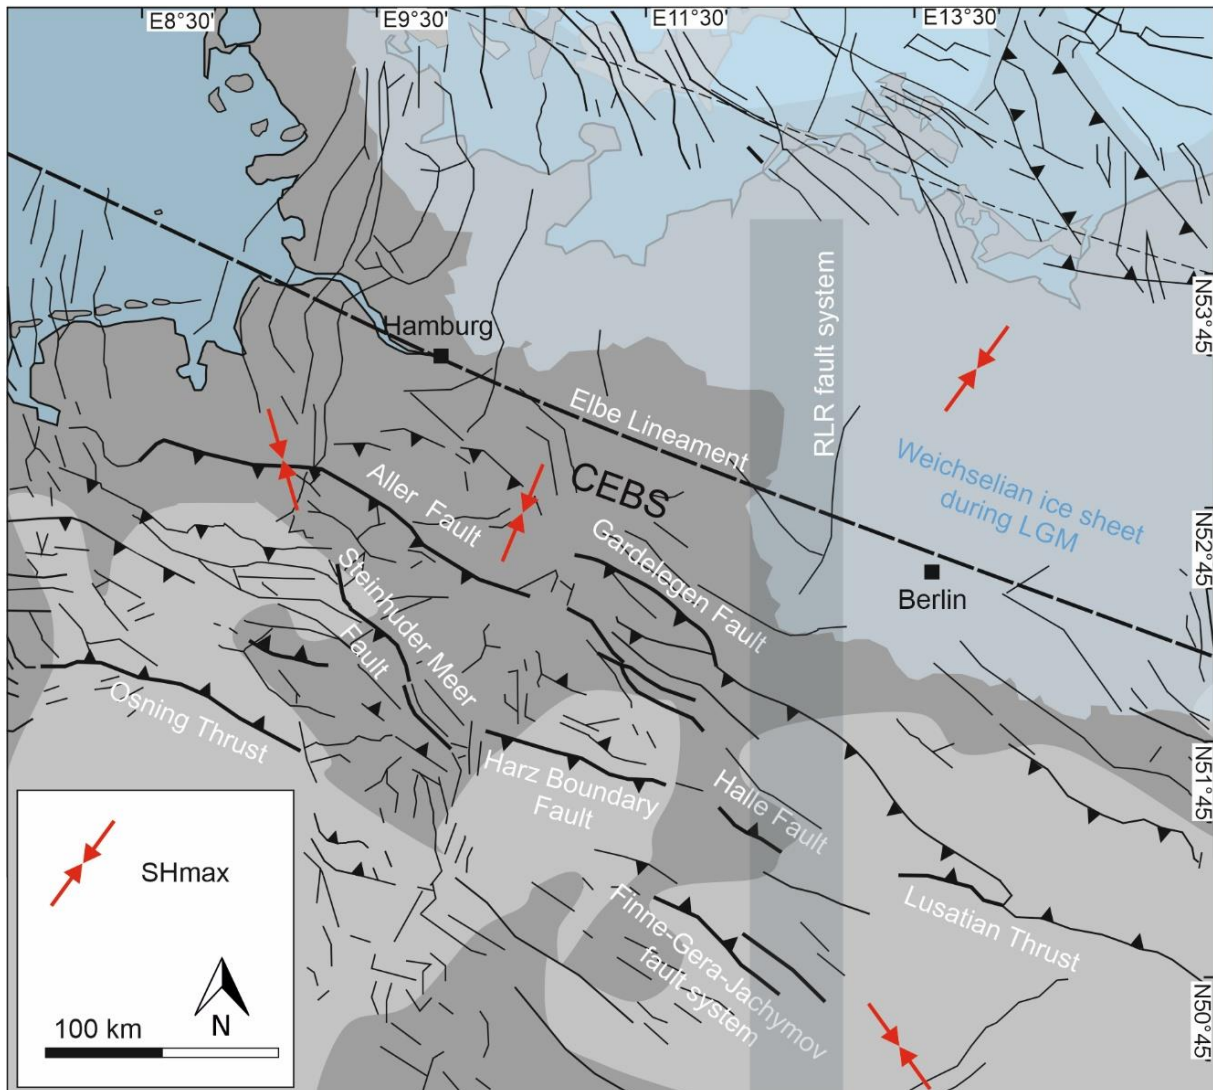 E8°30'
E9°30'
E11°30'
E13°30'
N53°45'
Hamburg
RLR fault system
Elbe Lineament
CEBS
Weichselian ice sheet
during LGM
N52°45'
Aller Fault
Gardelegen Fault
Berlin
Steinhuder Meer
Fault
Osning Thrust
N51°45'
Harz Boundary
Fault
Halle Fault
SHmax
Lusatian Thrust
Finne-Gera-Jachymov
fault system
N50°45'
100 km
N